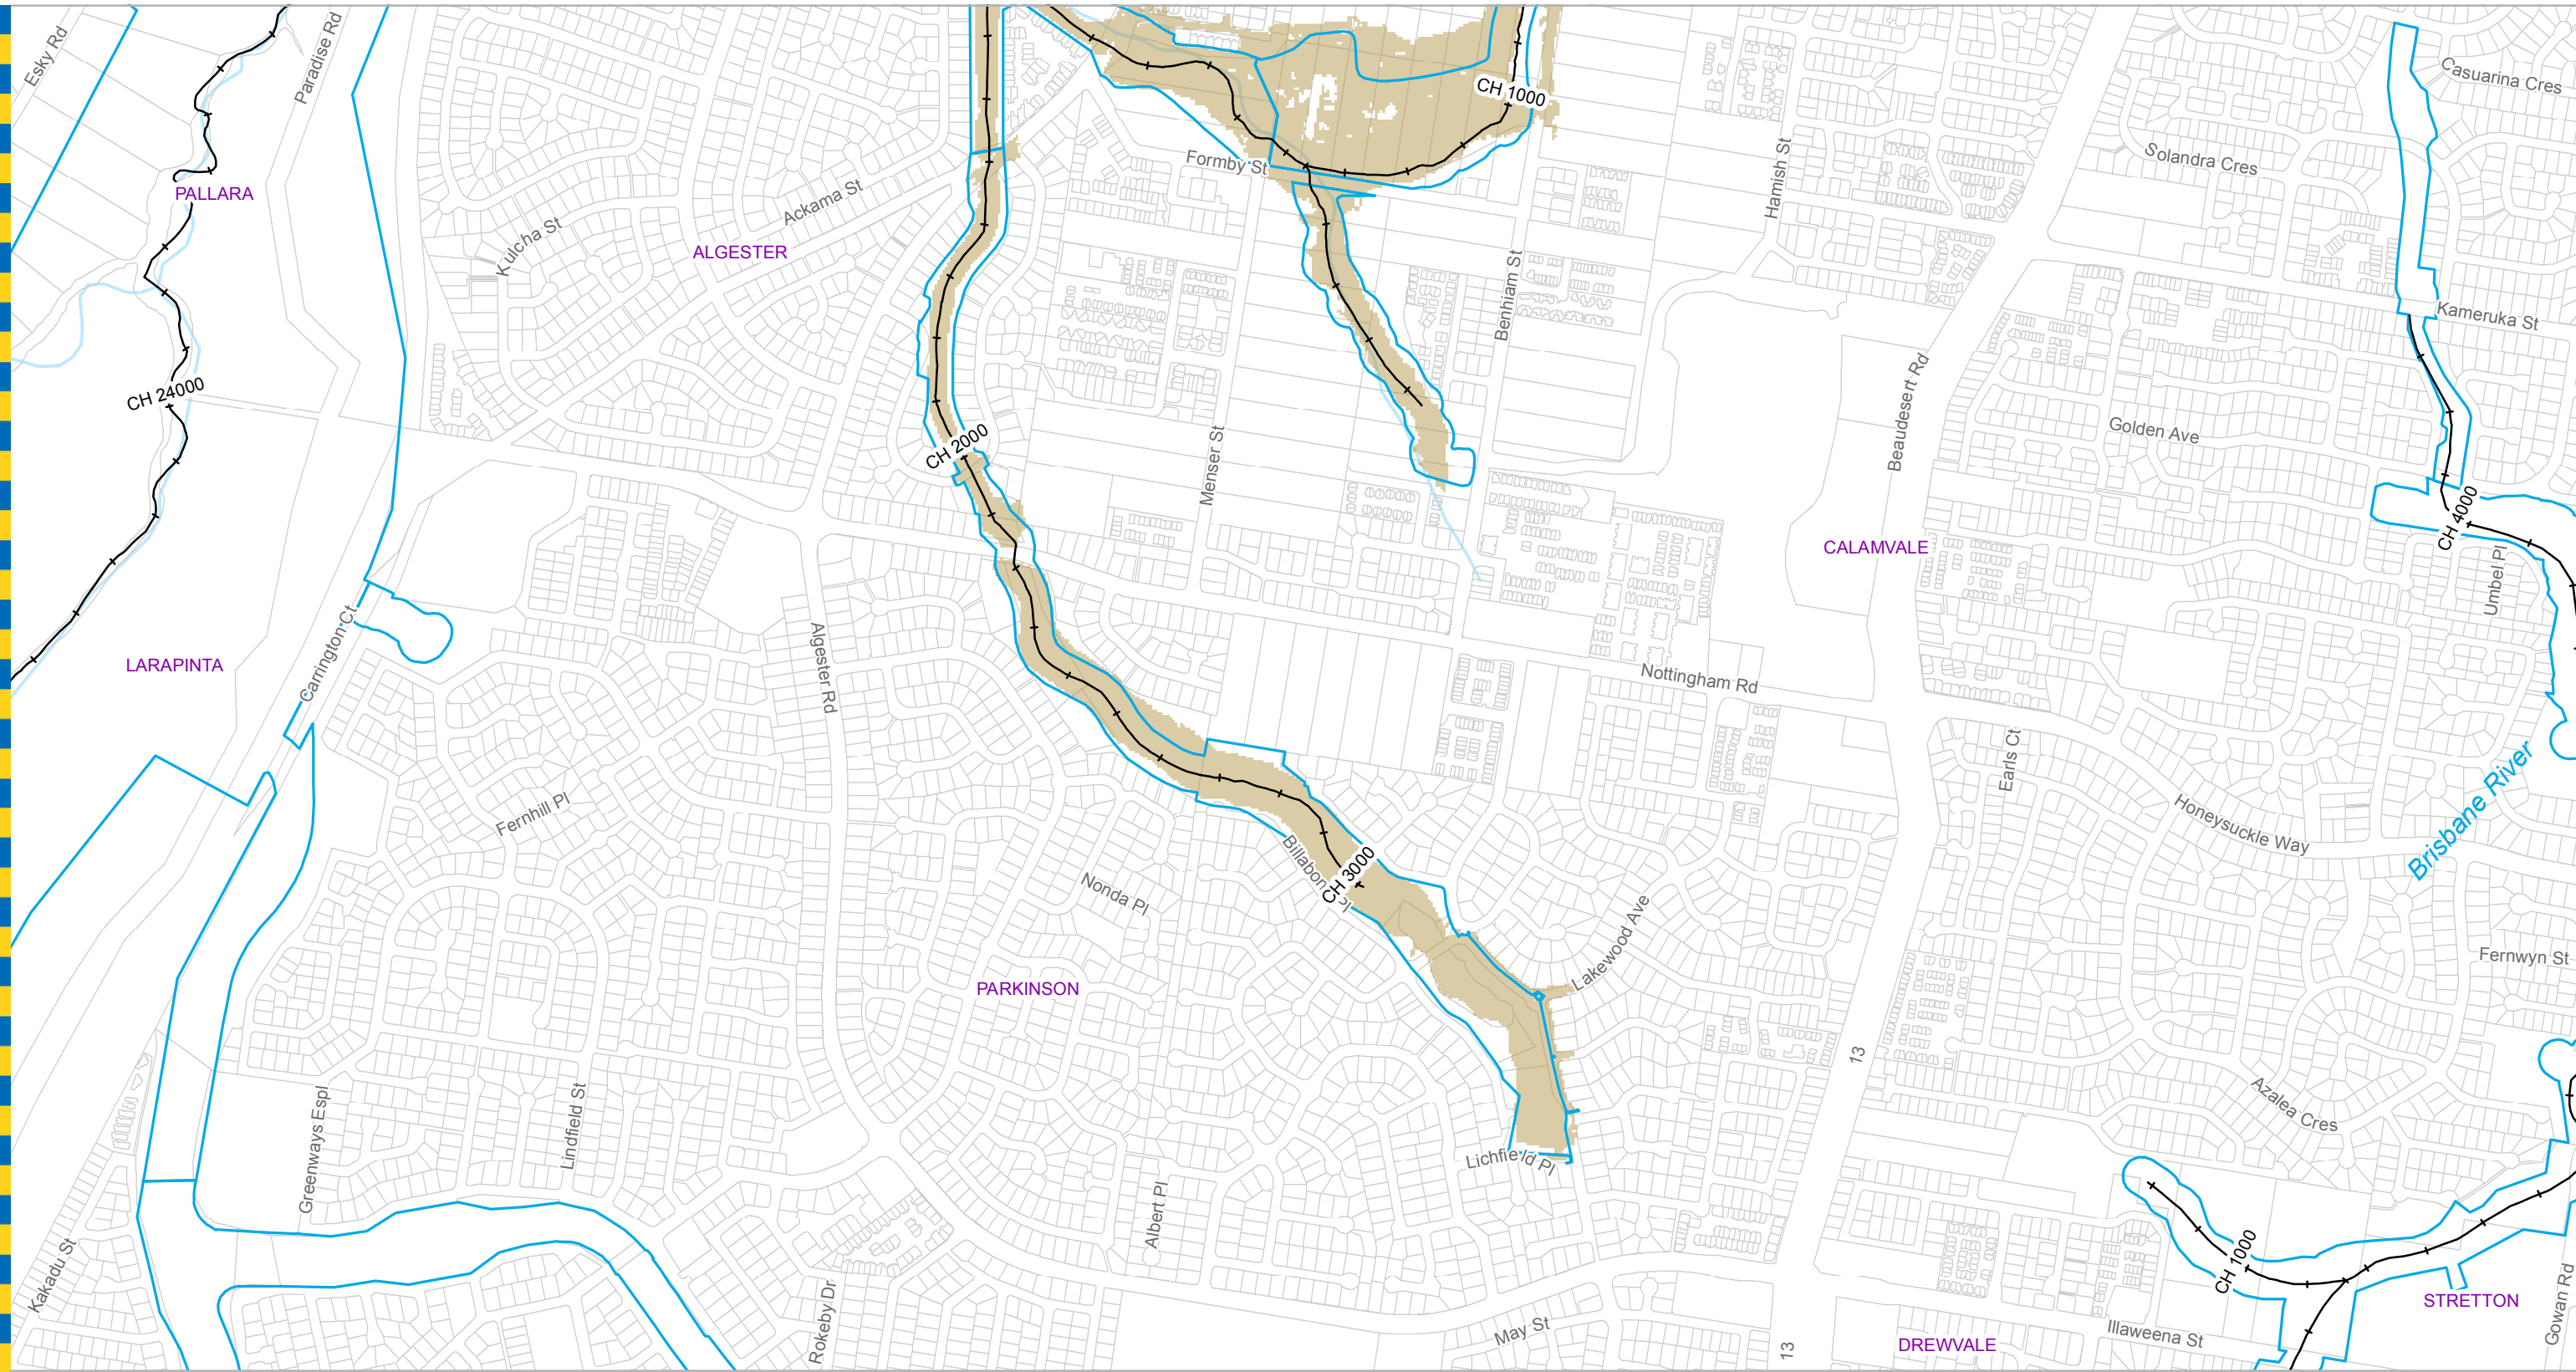 Esky Rd
Paradise Rd
PALLARA
CH 24000
LARAPINTA
Carrington Ct
Kulcha St
Ackama St
ALGESTER
Formby St
CH 1000
Hamish St
Benhiam St
Menser St
CH 2000
Beaudesert Rd
CALAMVALE
Casuarina Cres
Solandra Cres
Kameruka St
Golden Ave
CH 4000
Umbel Pl
Algester Rd
Nottingham Rd
Earls Ct
Honeysuckle Way
Brisbane River
Fernhill Pl
Nonda Pl
Billabong Pl
CH 3000
Lakewood Ave
Fernwyn St
PARKINSON
13
Azalea Cres
Greenways Espl
Lindfield St
Albert Pl
Lichfield Pl
Kakadu St
Rokeby Dr
May St
13
DREWVALE
Illaweena St
CH 1000
STRETTON
Gowan Rd